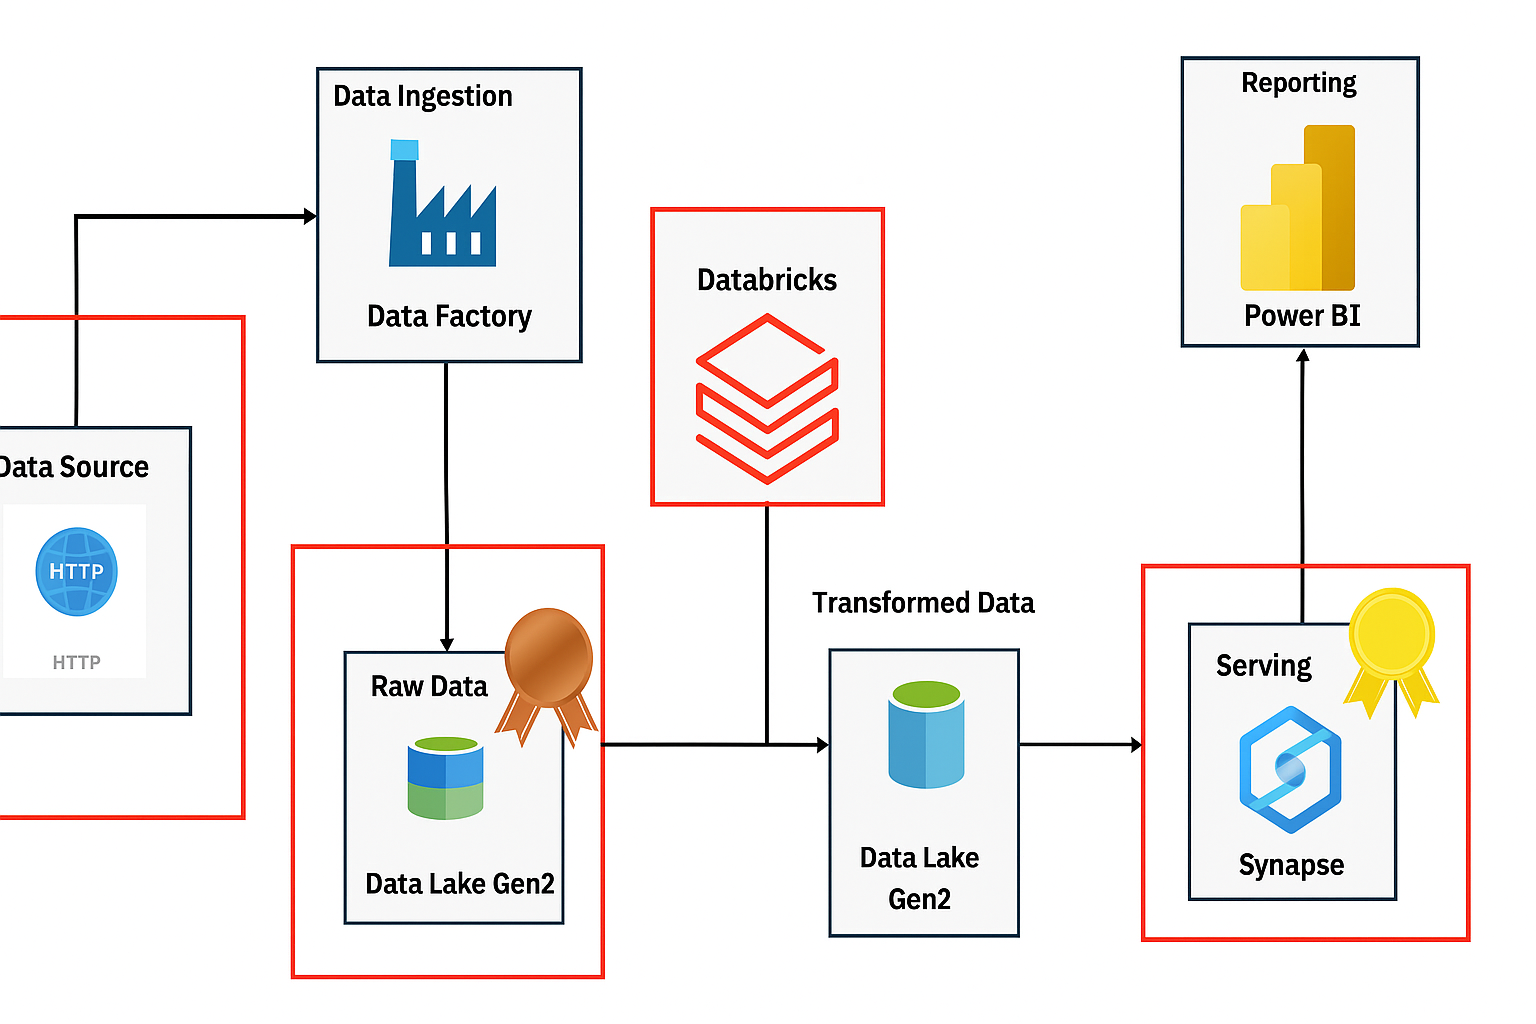 Data Ingestion
Data Factory
Data Source
HTTP
HTTP
Raw Data
Data Lake Gen2
Databricks
Transformed Data
Data Lake
Gen2
Serving
Synapse
Reporting
Power BI